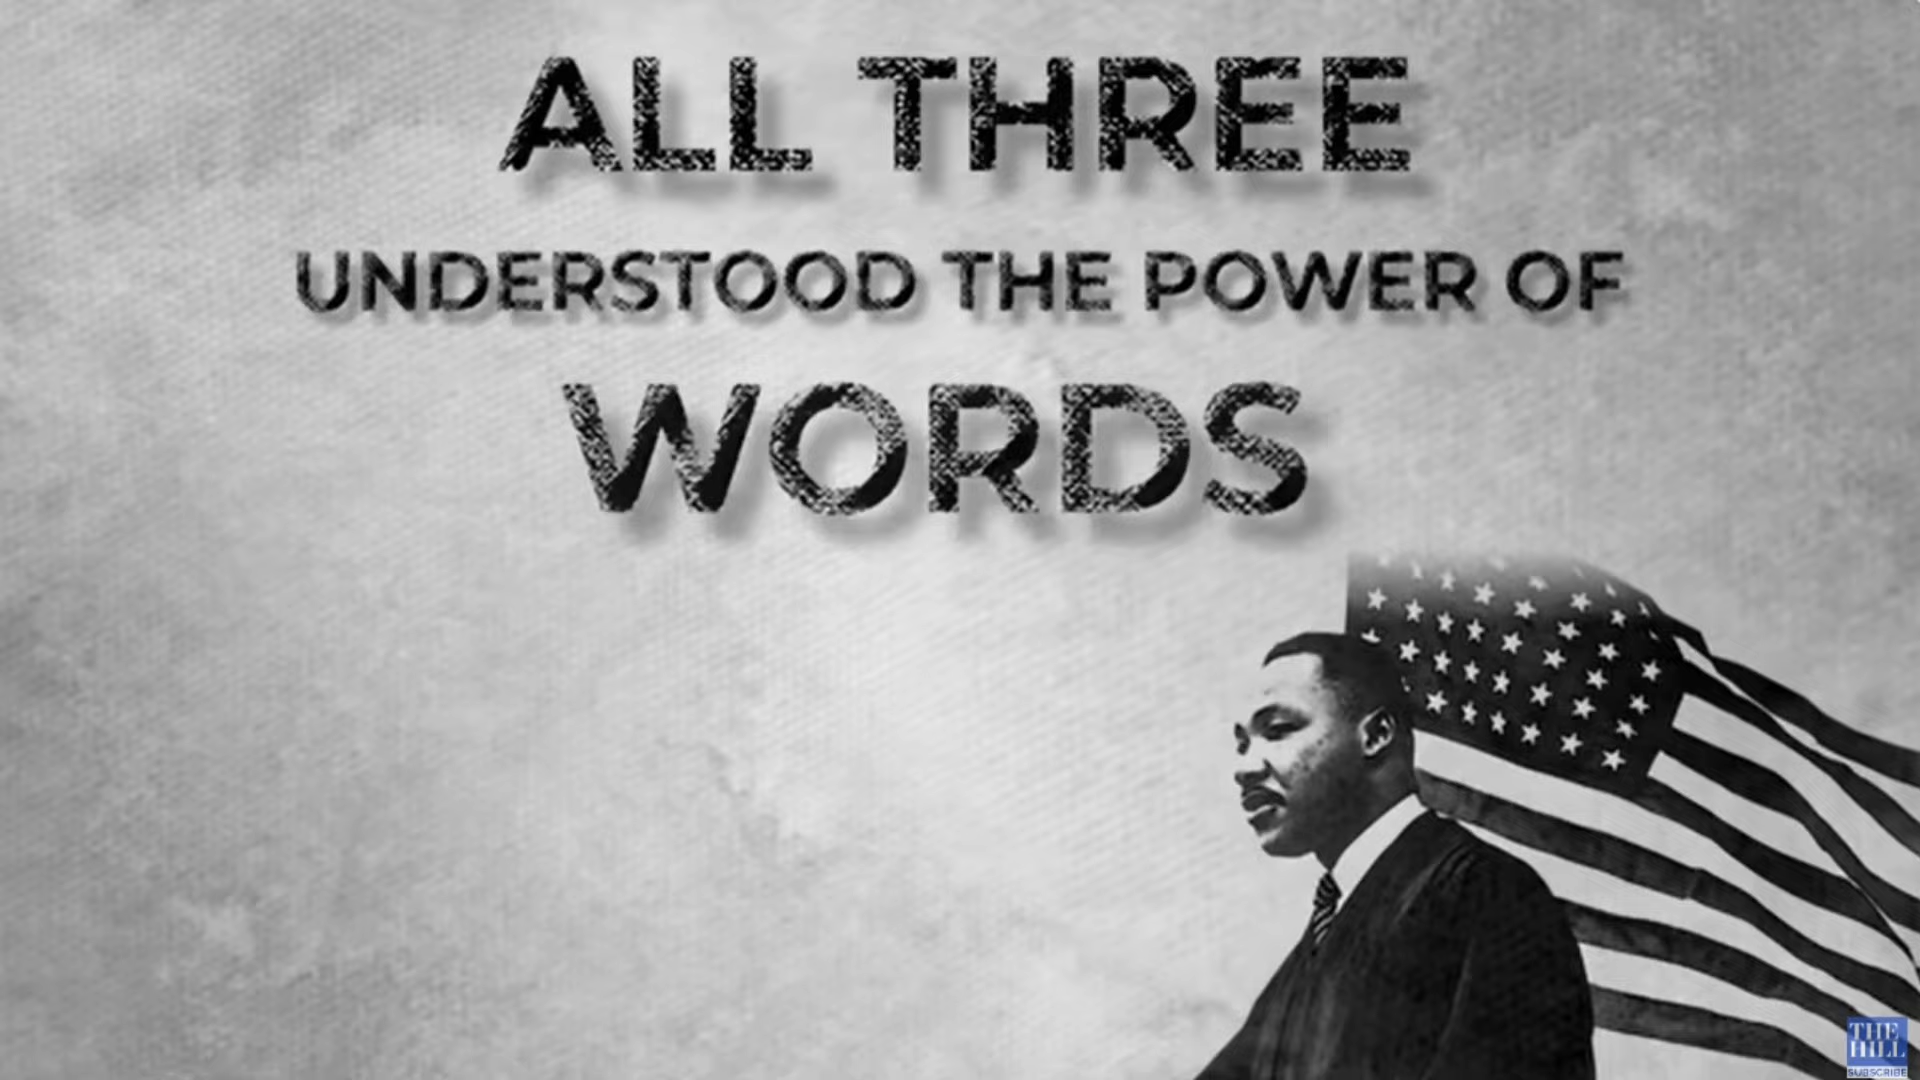 ALL THREE
UNDERSTOOD THE POWER OF
WORDS
THE
HILL
SUBSCRIBE